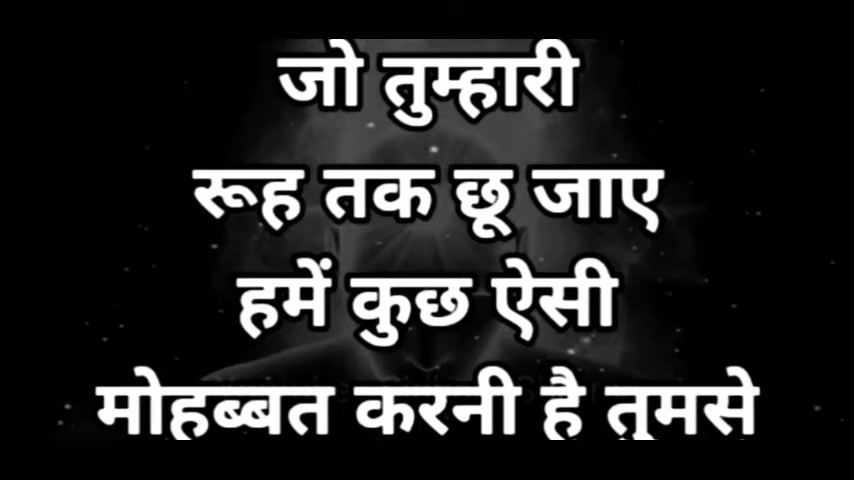 जो तुम्हारी
रूह तक छू जाए
हमें कुछ ऐसी
मोहब्बत करनी है तुमसे